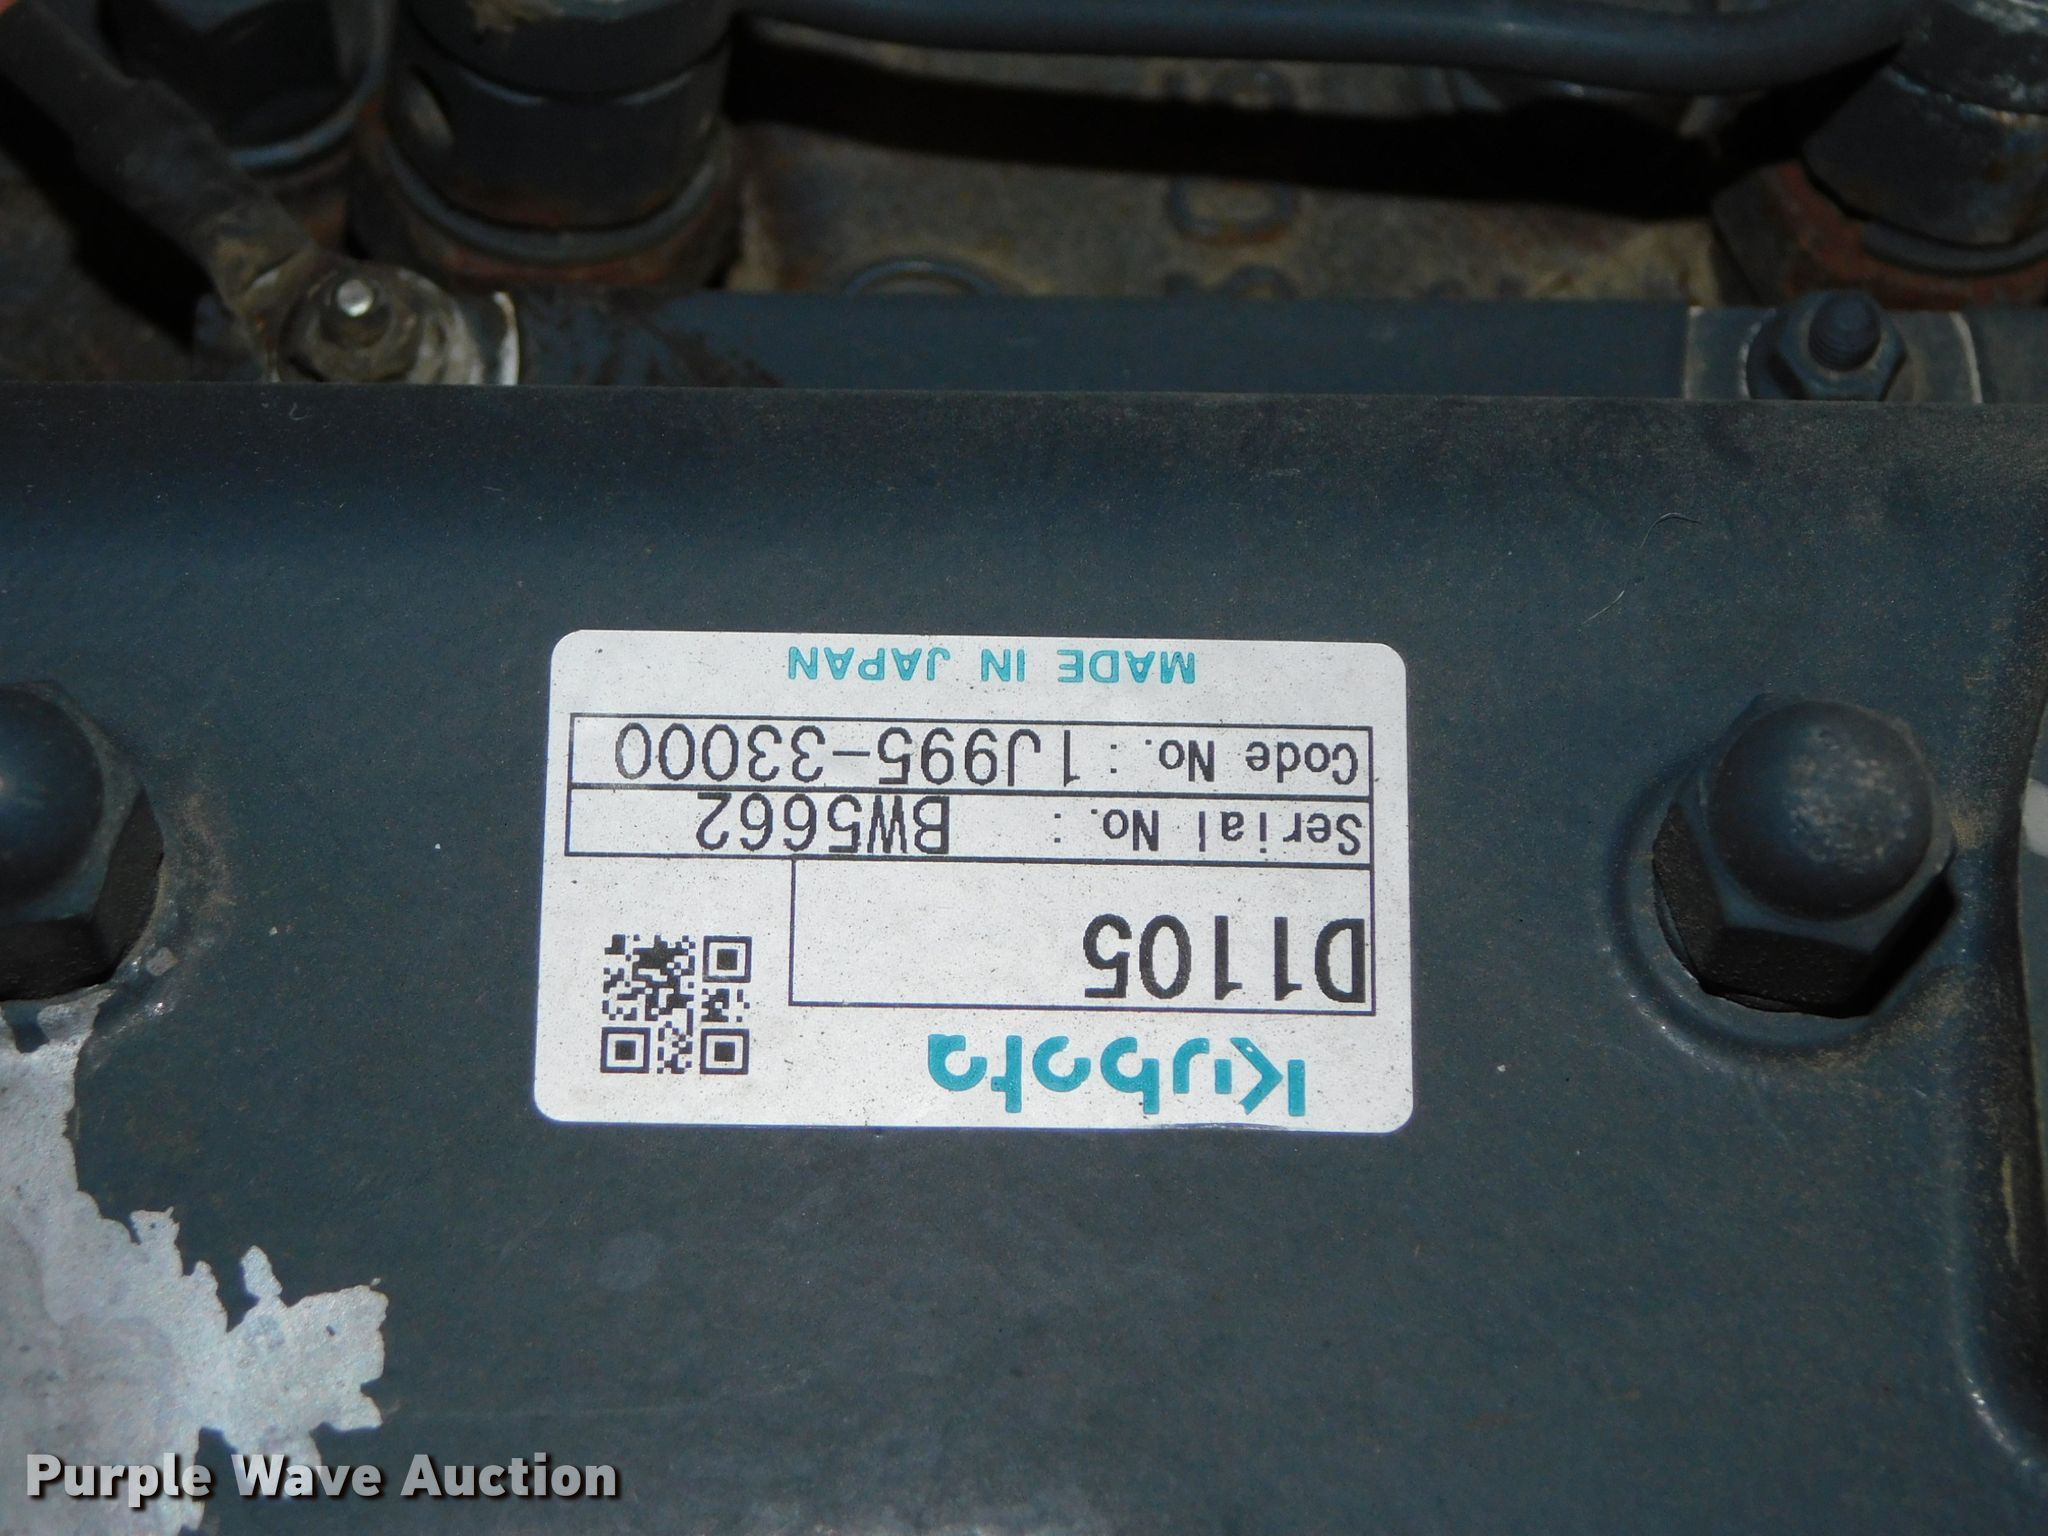 Kubota
D1105
Serial No. : BW5662
Code No. : 1J995-33000
MADE IN JAPAN
Purple Wave Auction